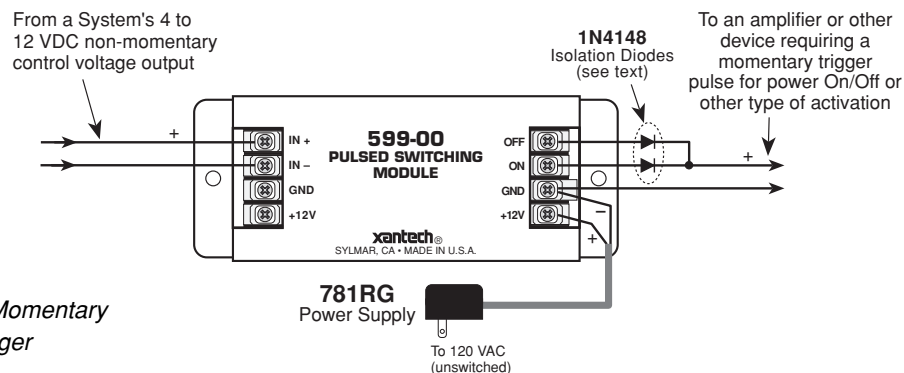 From a System's 4 to
12 VDC non-momentary
control voltage output
1N4148
Isolation Diodes
(see text)
To an amplifier or other
device requiring a
momentary trigger
pulse for power On/Off or
other type of activation
+
IN +
IN –
GND
+12V
599-00
PULSED SWITCHING
MODULE
xantech®
SYLMAR, CA • MADE IN U.S.A.
OFF
ON
GND
+12V
+
–
+
781RG
Power Supply
To 120 VAC
(unswitched)
Momentary